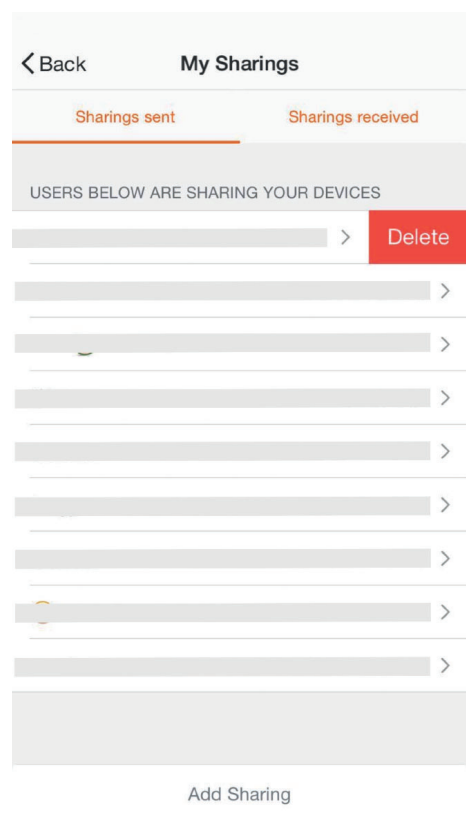 Back My Sharings
Sharings sent Sharings received
USERS BELOW ARE SHARING YOUR DEVICES
Delete
Add Sharing